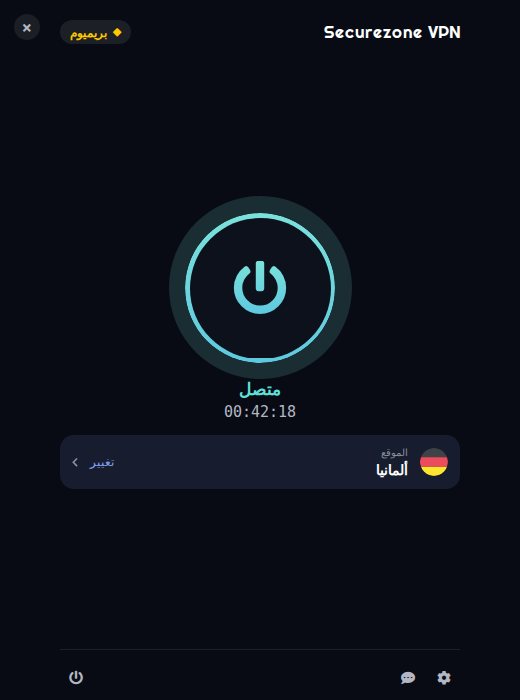 Securezone VPN
بريميوم
متصل
00:42:18
الموقع
ألمانيا
تغيير